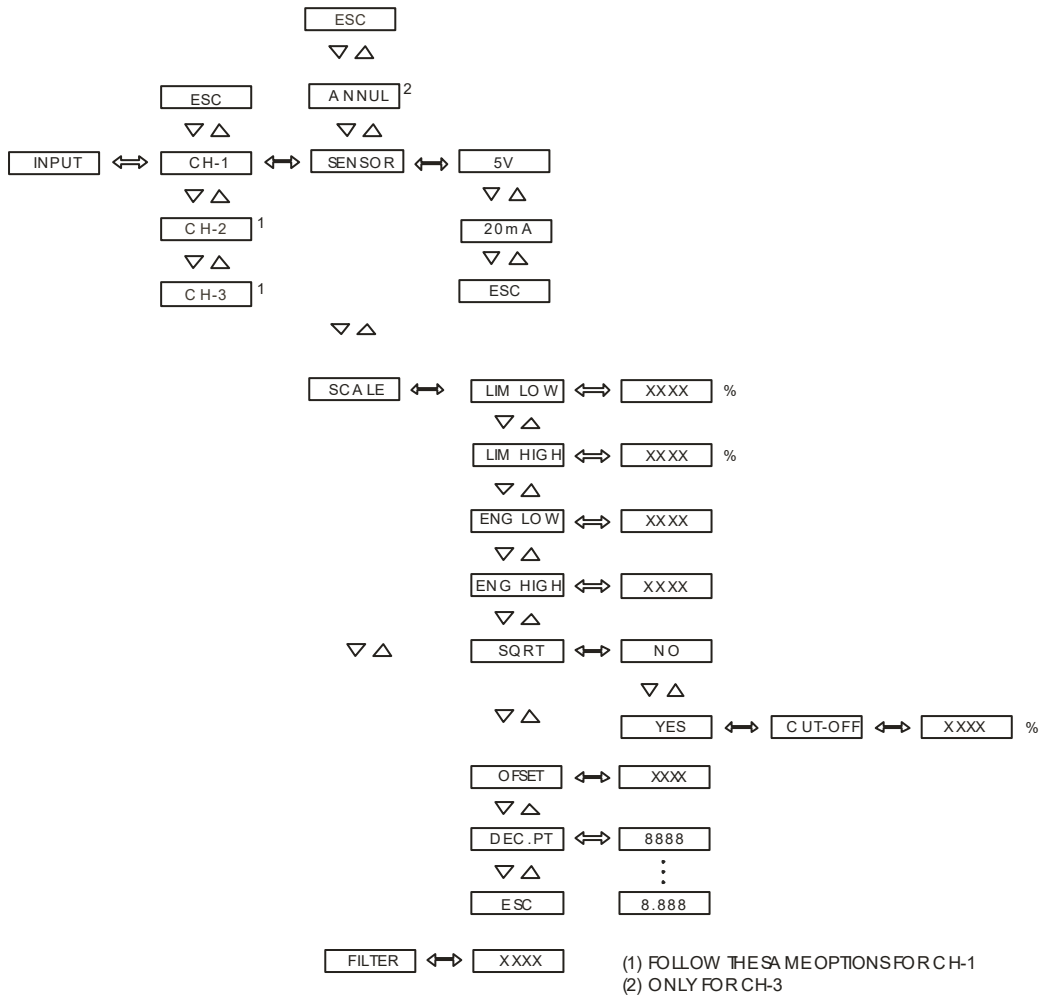 ESC
ANNUL 2
ESC
INPUT CH-1 SENSOR 5V
CH-2 1
20mA
CH-3 1
ESC
SCALE LIM LOW XXXX %
LIM HIGH XXXX %
ENG LOW XXXX
ENG HIGH XXXX
SQRT NO
YES CUT-OFF XXXX %
OFSET XXXX
DEC.PT 8888
ESC 8.888
FILTER XXXX
(1) FOLLOW THE SAME OPTIONS FOR CH-1
(2) ONLY FOR CH-3